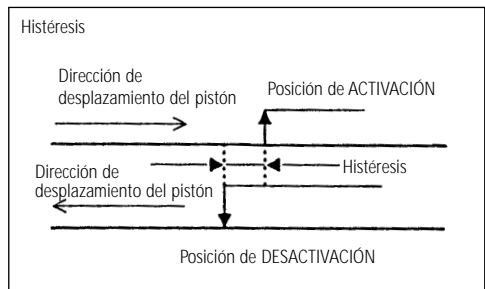 Histéresis
Dirección de
desplazamiento del pistón
Posición de ACTIVACIÓN
Dirección de
desplazamiento del pistón
Histéresis
Posición de DESACTIVACIÓN